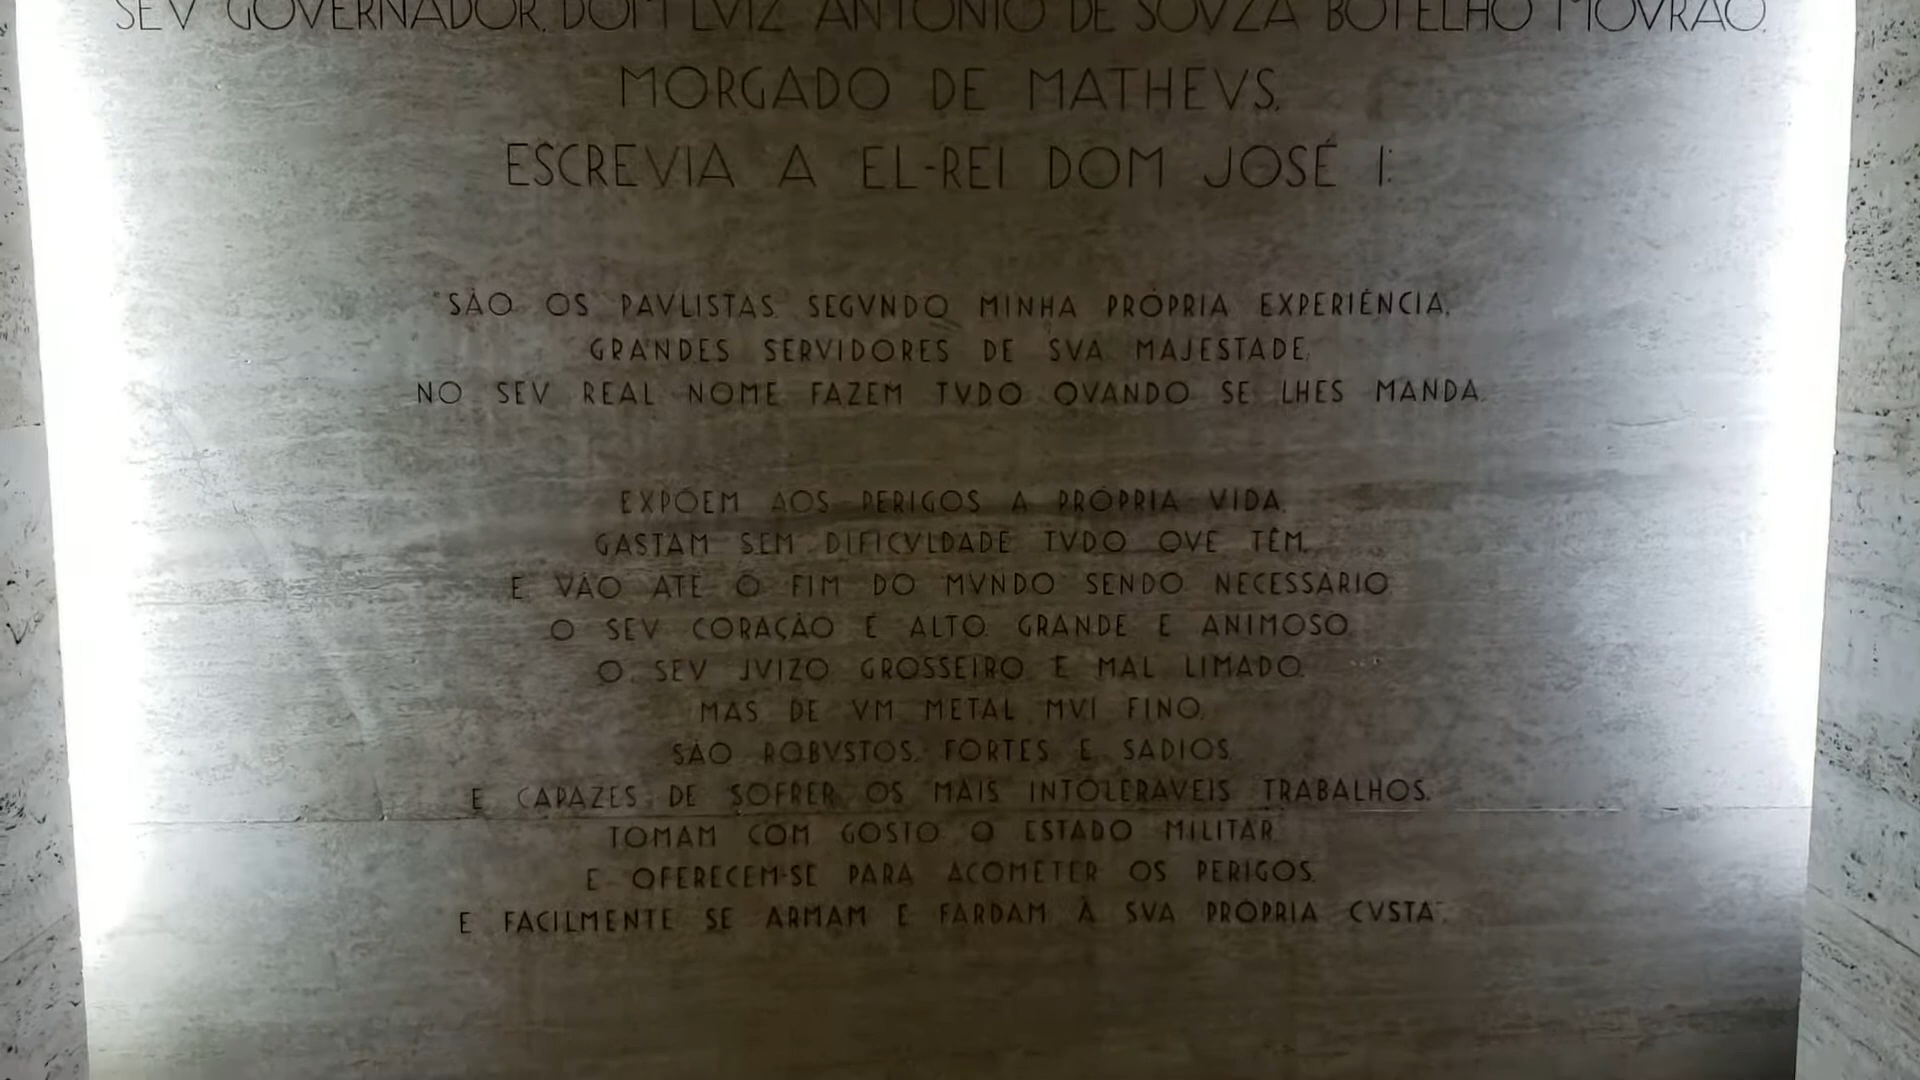 SEV GOVERNADOR, DOM LVIZ ANTONIO DE SOVZA BOTELHO MOVRÃO,
MORGADO DE MATHEVS,
ESCREVIA A EL-REI DOM JOSÉ I:
"SÃO OS PAVLISTAS, SEGVNDO MINHA PRÓPRIA EXPERIÊNCIA,
GRANDES SERVIDORES DE SVA MAJESTADE,
NO SEV REAL NOME FAZEM TVDO QVANDO SE LHES MANDA,
EXPÕEM AOS PERIGOS A PRÓPRIA VIDA,
GASTAM SEM DIFICVLDADE TVDO QVE TÊM,
E VÃO ATÉ O FIM DO MVNDO SENDO NECESSÁRIO.
O SEV CORAÇÃO É ALTO, GRANDE E ANIMOSO,
O SEV JVIZO GROSSEIRO E MAL LIMADO,
MAS DE VM METAL MVI FINO.
SÃO ROBVSTOS, FORTES E SADIOS,
E CAPAZES DE SOFRER OS MAIS INTOLERÁVEIS TRABALHOS.
TOMAM COM GOSTO O ESTADO MILITAR,
E OFERECEM-SE PARA ACOMETER OS PERIGOS,
E FACILMENTE SE ARMAM E FARDAM À SVA PRÓPRIA CVSTA".